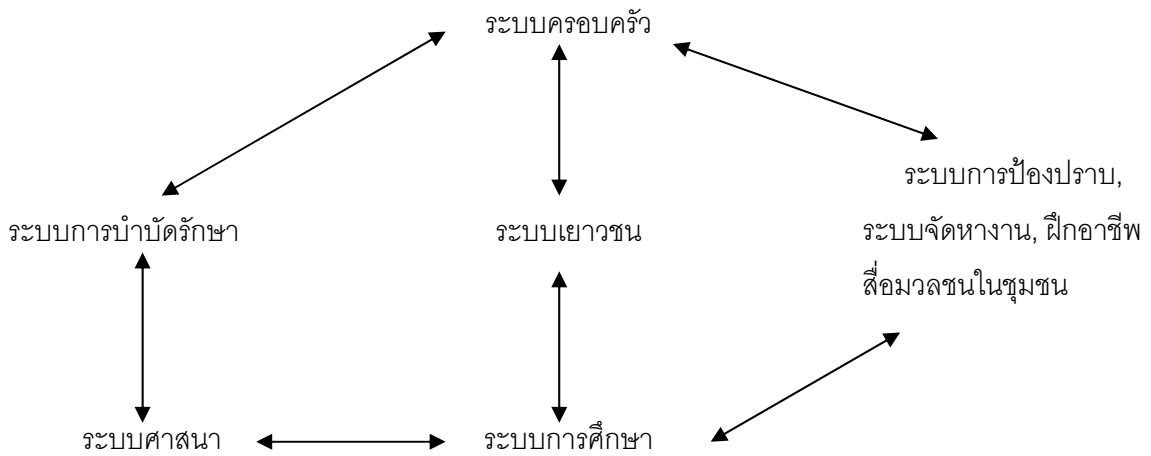 ระบบครอบครัว
ระบบการป้องปราบ,
ระบบการบำบัดรักษา
ระบบเยาวชน
ระบบจัดหางาน, ฝึกอาชีพ
สื่อมวลชนในชุมชน
ระบบศาสนา
ระบบการศึกษา